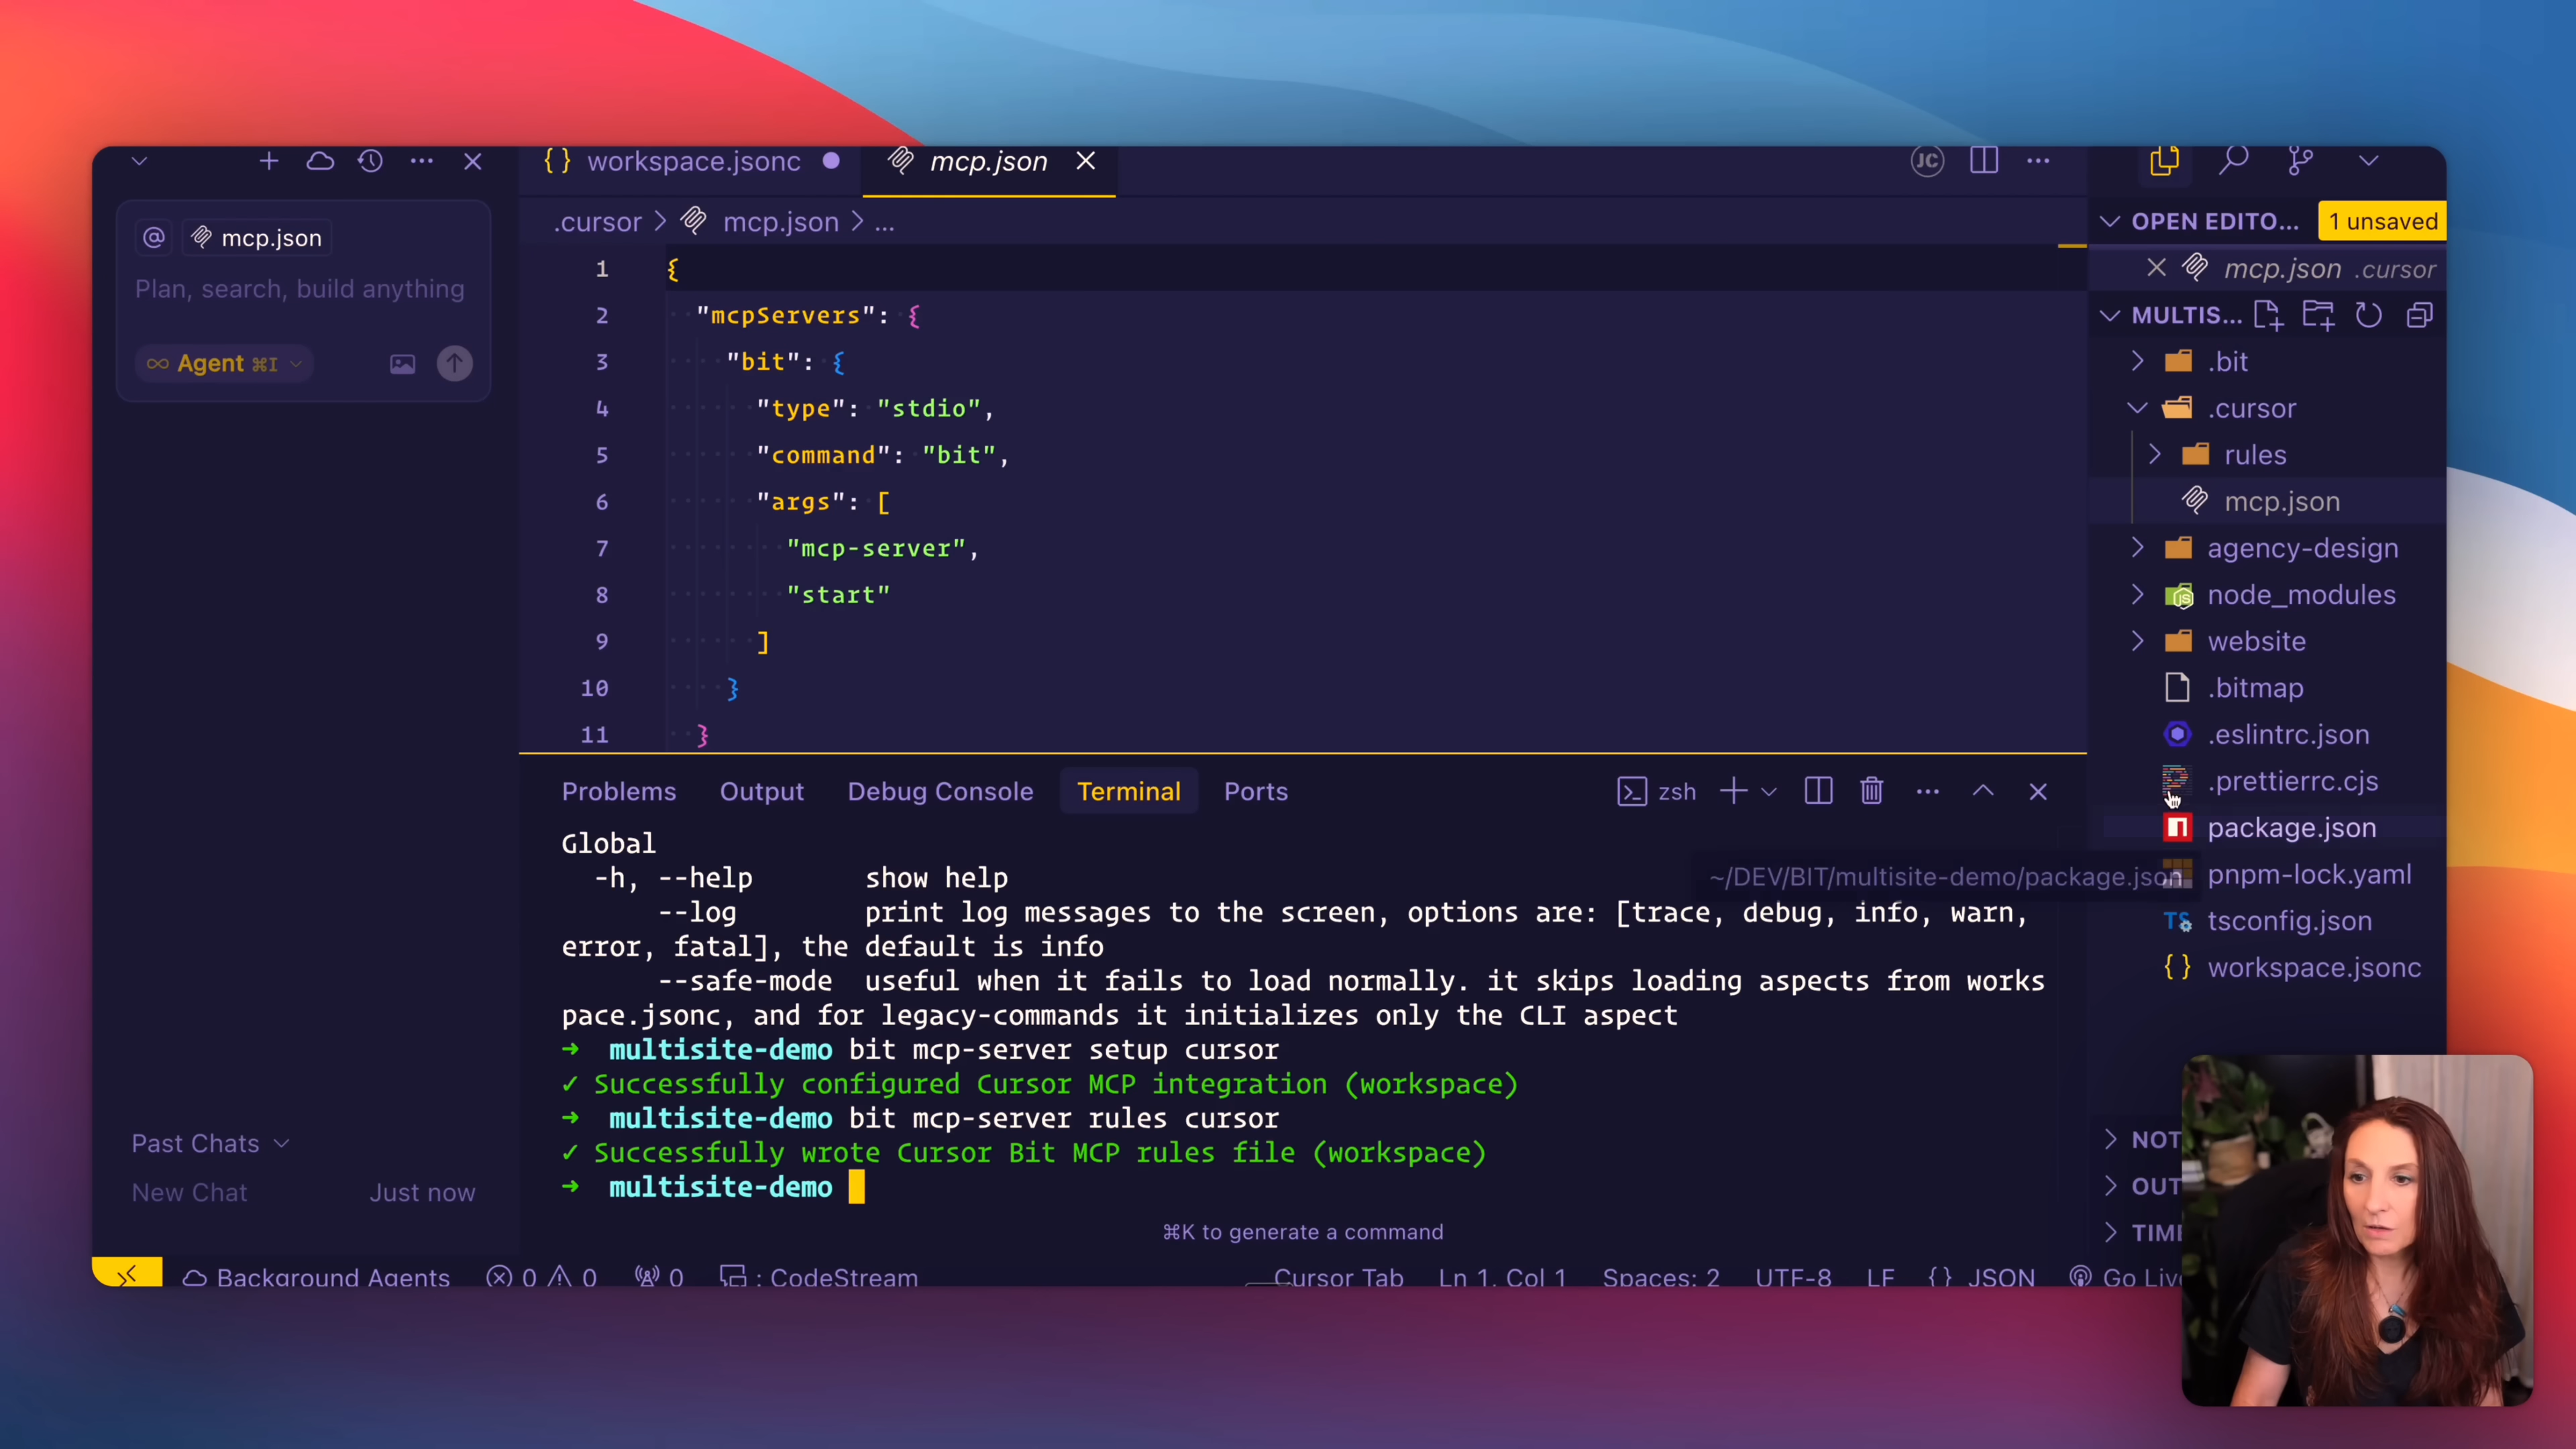 workspace.jsonc
mcp.json
JC
@ mcp.json
Plan, search, build anything
Agent ⌘I
Past Chats
New Chat Just now
.cursor > mcp.json > ...
1 {
2 "mcpServers": {
3 "bit": {
4 "type": "stdio",
5 "command": "bit",
6 "args": [
7 "mcp-server",
8 "start"
9 ]
10 }
11 }
Problems Output Debug Console Terminal Ports
zsh
Global
-h, --help show help
--log print log messages to the screen, options are: [trace, debug, info, warn,
error, fatal], the default is info
--safe-mode useful when it fails to load normally. it skips loading aspects from works
pace.jsonc, and for legacy-commands it initializes only the CLI aspect
➜ multisite-demo bit mcp-server setup cursor
✓ Successfully configured Cursor MCP integration (workspace)
➜ multisite-demo bit mcp-server rules cursor
✓ Successfully wrote Cursor Bit MCP rules file (workspace)
➜ multisite-demo
⌘K to generate a command
OPEN EDITO... 1 unsaved
mcp.json .cursor
MULTIS...
.bit
.cursor
rules
mcp.json
agency-design
node_modules
website
.bitmap
.eslintrc.json
.prettierrc.cjs
package.json
~/DEV/BIT/multisite-demo/package.json
pnpm-lock.yaml
tsconfig.json
workspace.jsonc
NOT
OUT
TIME
Background Agents 0 0 0 : CodeStream Cursor Tab Ln 1, Col 1 Spaces: 2 UTF-8 LF {} JSON Go Live